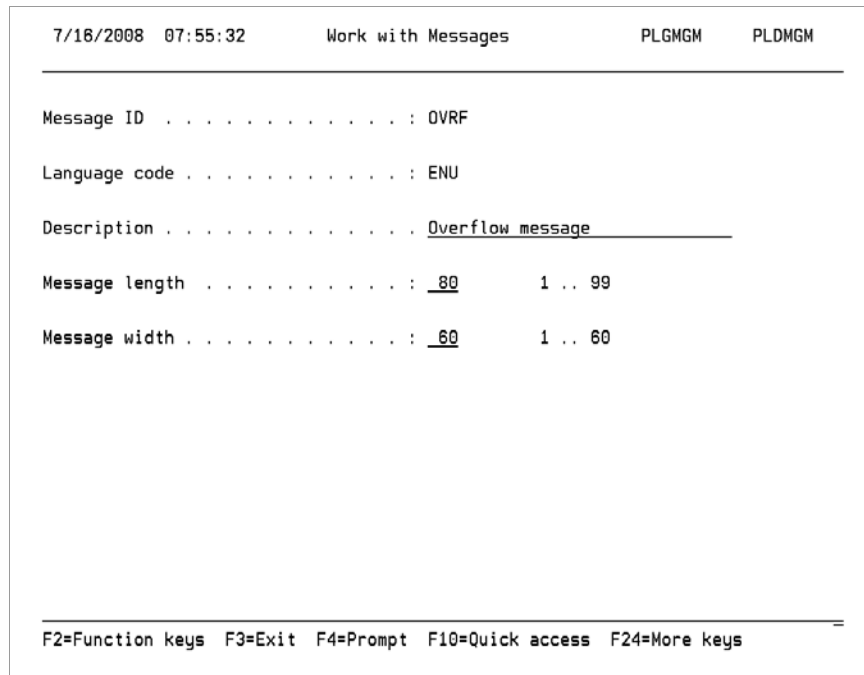 7/16/2008 07:55:32 Work with Messages PLGMGM PLDMGM
Message ID . . . . . . . . . . . . : OVRF
Language code . . . . . . . . . . . : ENU
Description . . . . . . . . . . . . . Overflow message
Message length . . . . . . . . . . : 80 1 .. 99
Message width . . . . . . . . . . . : 60 1 .. 60
F2=Function keys F3=Exit F4=Prompt F10=Quick access F24=More keys